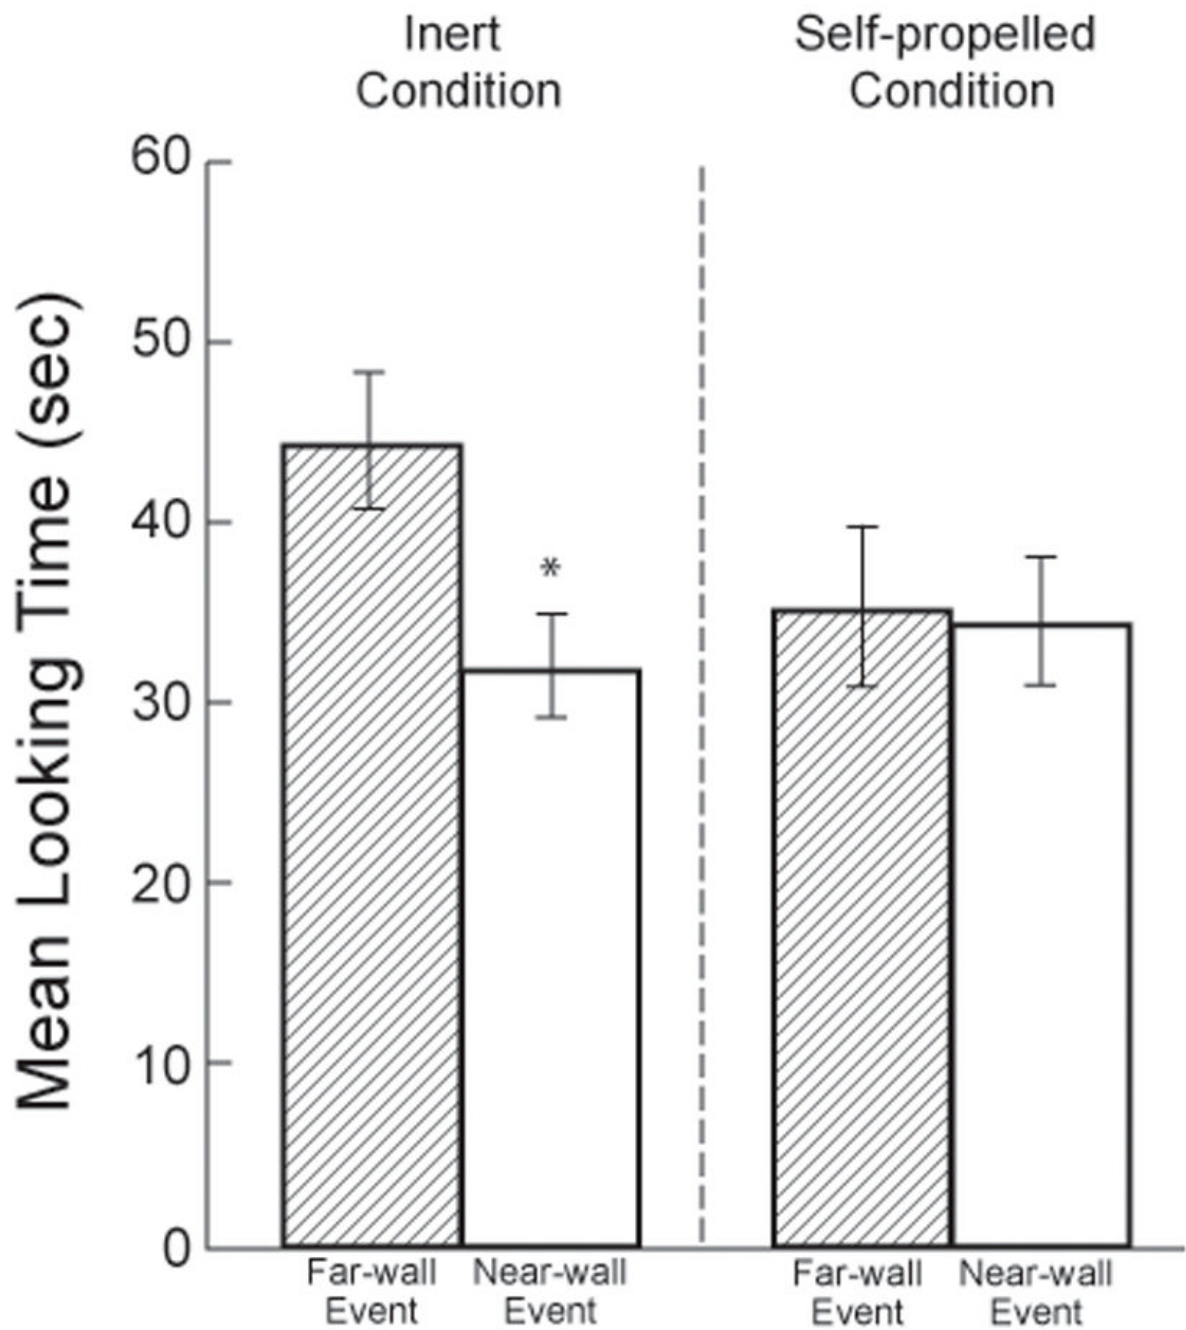 Inert
Condition
Self-propelled
Condition
Mean Looking Time (sec)
60
50
40
30
20
10
0
*
Far-wall
Event
Near-wall
Event
Far-wall
Event
Near-wall
Event